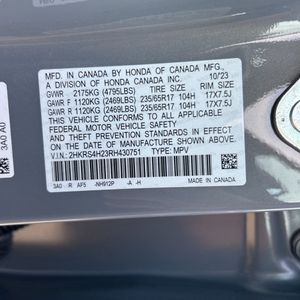 MFD. IN CANADA BY HONDA OF CANADA MFG.,
A DIVISION OF HONDA CANADA INC. 10/'23
GVWR 2175KG (4795LBS) TIRE SIZE RIM SIZE
GAWR F 1120KG (2469LBS) 235/65R17 104H 17X7.5J
GAWR R 1120KG (2469LBS) 235/65R17 104H 17X7.5J
THIS VEHICLE CONFORMS TO ALL APPLICABLE
FEDERAL MOTOR VEHICLE SAFETY, BUMPER,
AND THEFT PREVENTION STANDARDS IN EFFECT ON
THE DATE OF MANUFACTURE SHOWN ABOVE.
V.I.N.: 2HKRS4H23RH430751 TYPE: MPV
3A0 R AF5 -NH912P -A -H
MADE IN CANADA
3A0 A0